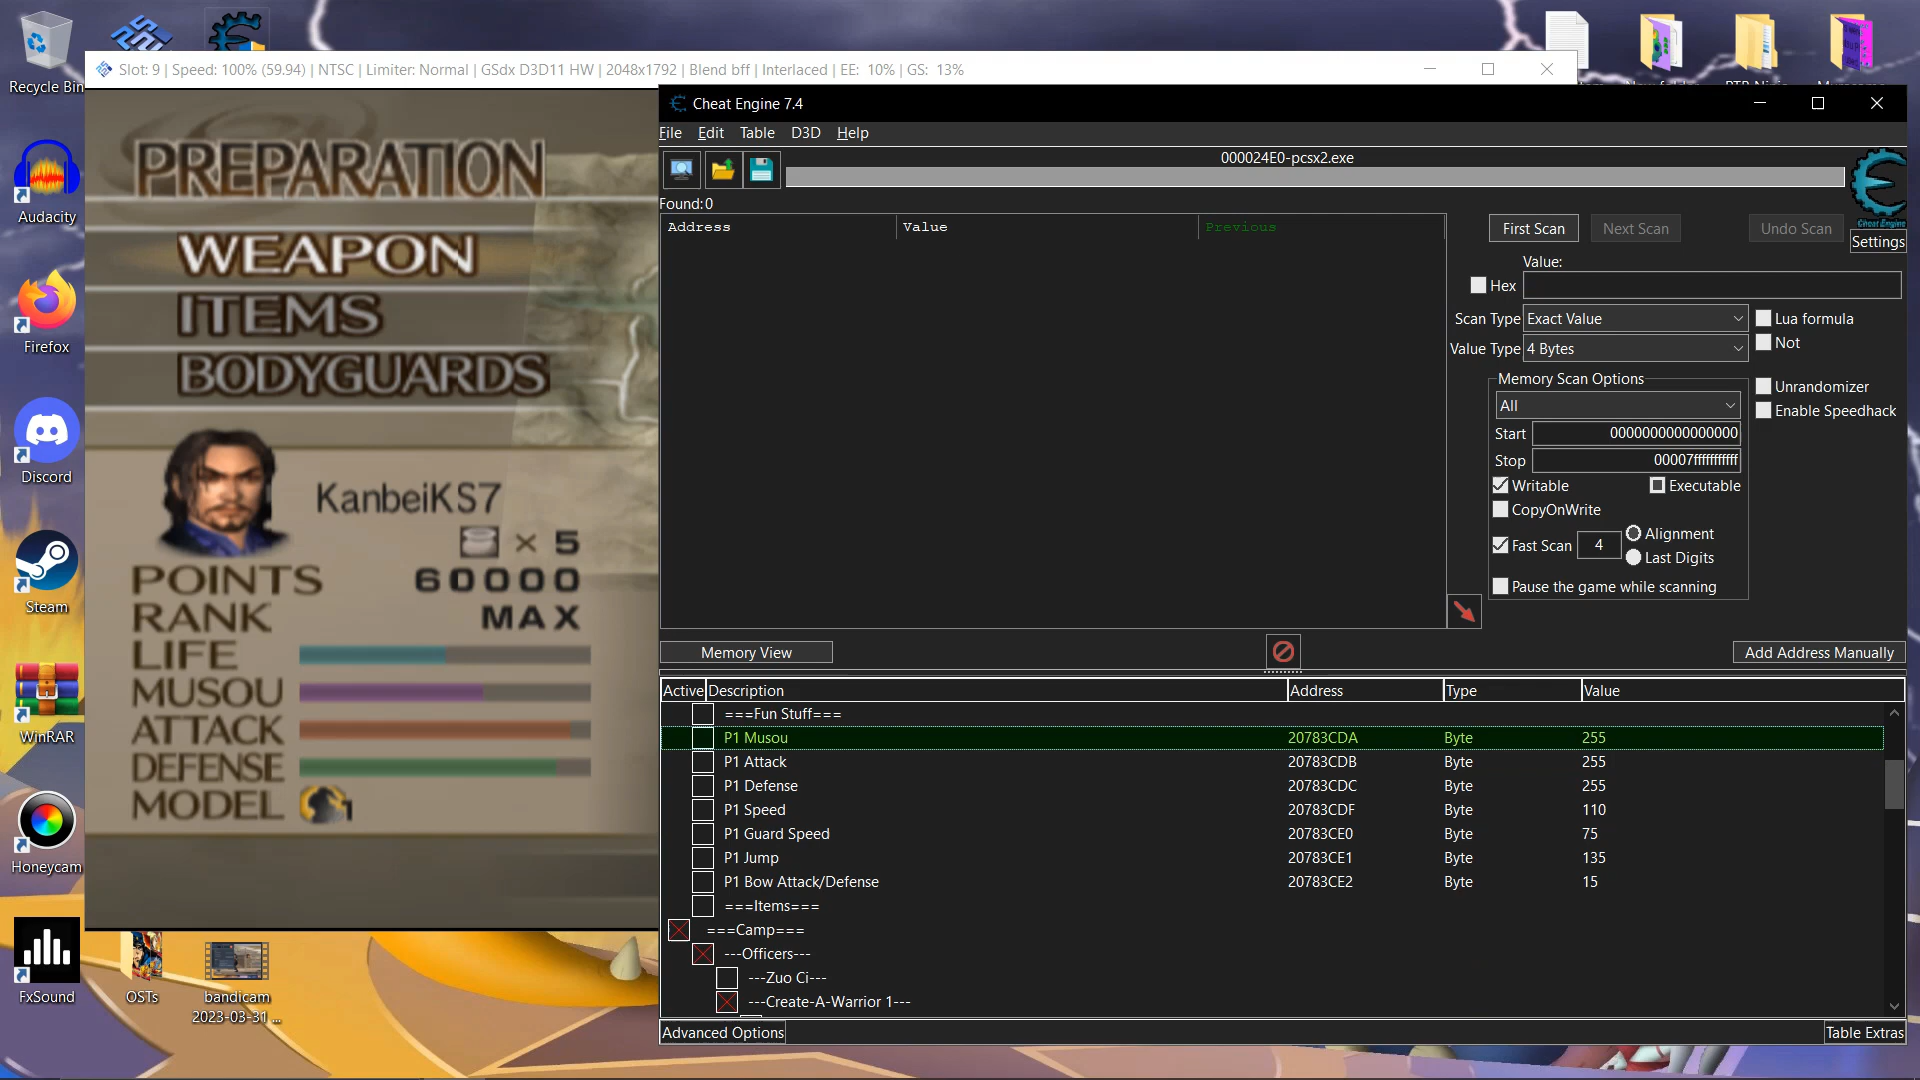 Recycle Bin
Audacity
Firefox
Discord
Steam
WinRAR
Honeycam
FxSound
OSTs
bandicam
2023-03-31 ...
Slot: 9 | Speed: 100% (59.94) | NTSC | Limiter: Normal | GSdx D3D11 HW | 2048x1792 | Blend bff | Interlaced | EE: 10% | GS: 13%
PREPARATION
WEAPON
ITEMS
BODYGUARDS
KanbeiKS7
× 5
POINTS 60000
RANK MAX
LIFE
MUSOU
ATTACK
DEFENSE
MODEL 1
Cheat Engine 7.4
File Edit Table D3D Help
000024E0-pcsx2.exe
Found:0
Address Value Previous
First Scan Next Scan Undo Scan
Cheat Engine
Settings
Value:
Hex
Scan Type Exact Value
Lua formula
Not
Value Type 4 Bytes
Memory Scan Options
All
Unrandomizer
Enable Speedhack
Start 0000000000000000
Stop 00007fffffffffff
Writable Executable
CopyOnWrite
Fast Scan 4 Alignment
Last Digits
Pause the game while scanning
Memory View
Add Address Manually
Active Description Address Type Value
===Fun Stuff===
P1 Musou 20783CDA Byte 255
P1 Attack 20783CDB Byte 255
P1 Defense 20783CDC Byte 255
P1 Speed 20783CDF Byte 110
P1 Guard Speed 20783CE0 Byte 75
P1 Jump 20783CE1 Byte 135
P1 Bow Attack/Defense 20783CE2 Byte 15
===Items===
===Camp===
---Officers---
---Zuo Ci---
---Create-A-Warrior 1---
Advanced Options
Table Extras